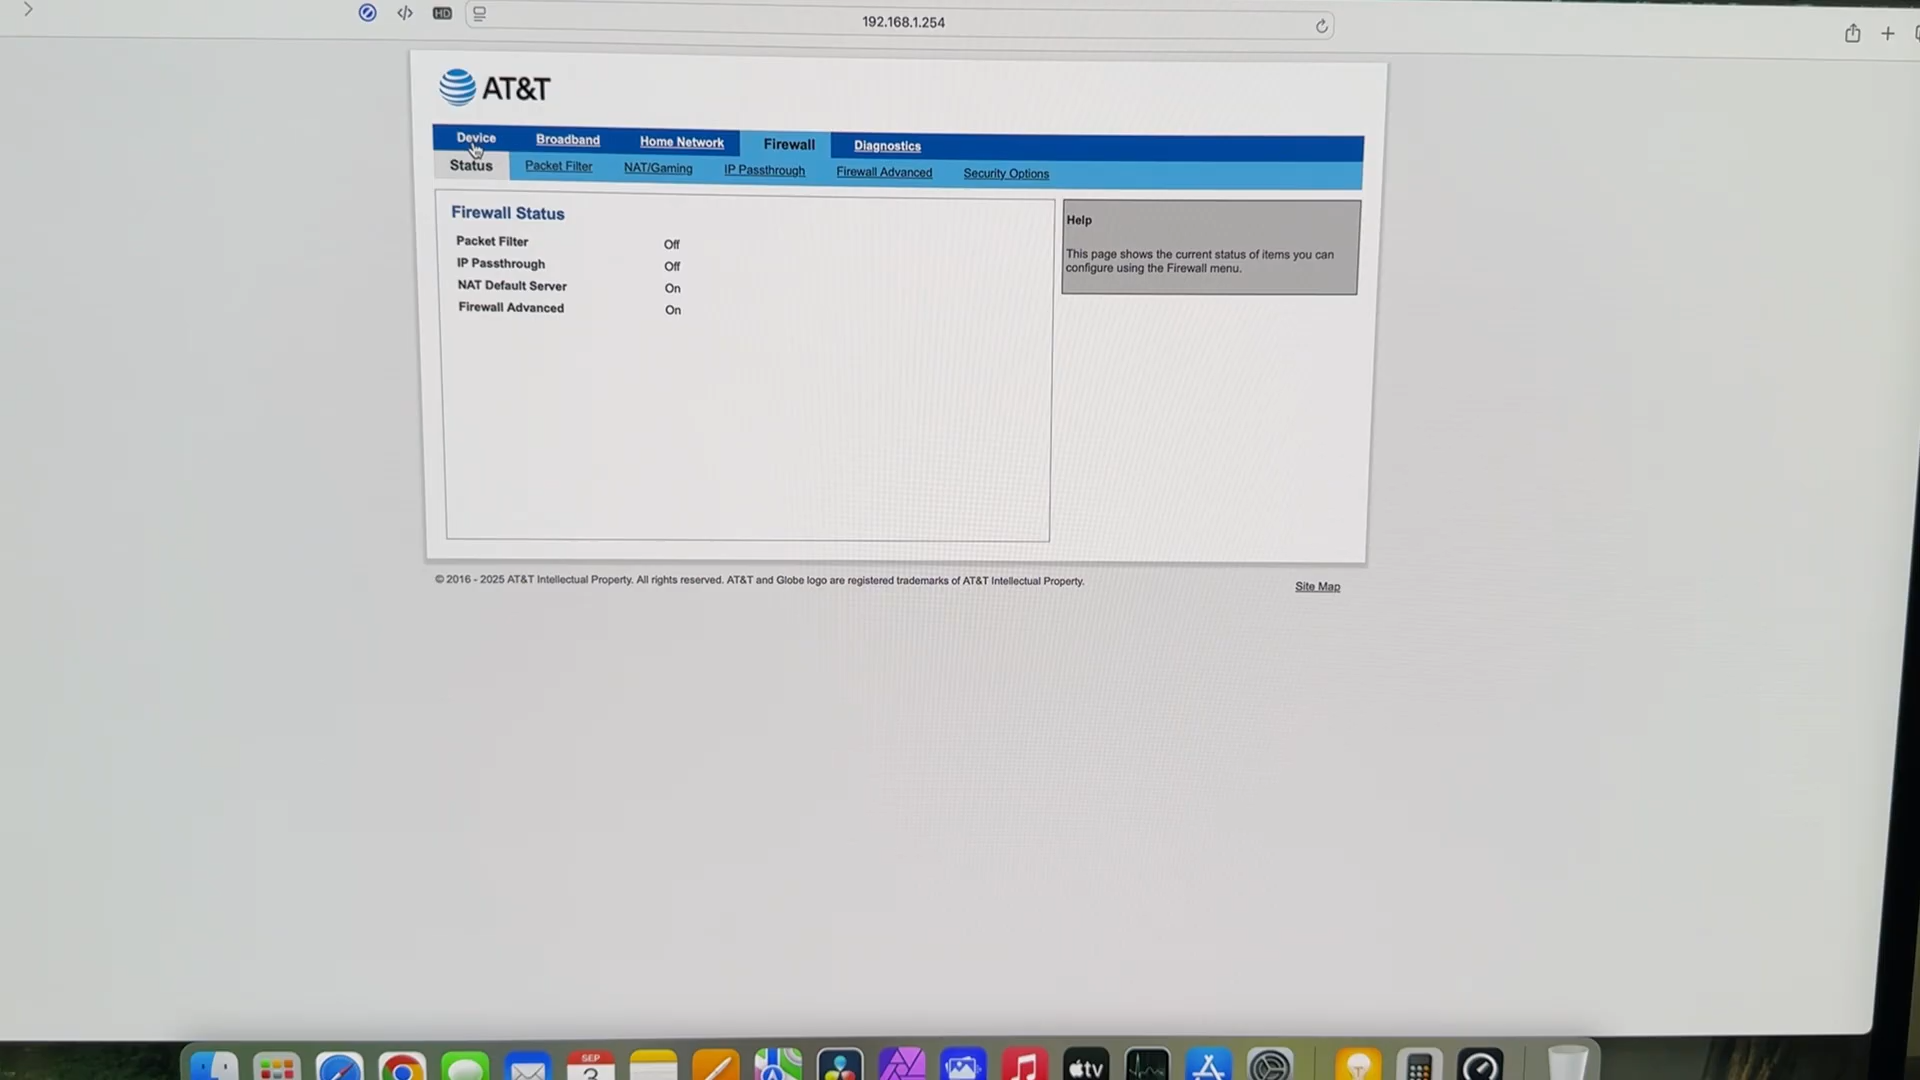 HD
192.168.1.254
AT&T
Device
Broadband
Home Network
Firewall
Diagnostics
Status
Packet Filter
NAT/Gaming
IP Passthrough
Firewall Advanced
Security Options
Firewall Status
Packet Filter Off
IP Passthrough Off
NAT Default Server On
Firewall Advanced On
Help
This page shows the current status of items you can
configure using the Firewall menu.
© 2016 - 2025 AT&T Intellectual Property. All rights reserved. AT&T and Globe logo are registered trademarks of AT&T Intellectual Property.
Site Map
SEP
3
tv